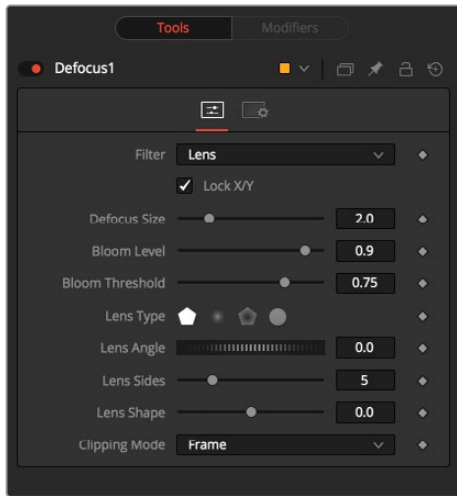 Tools Modifiers
Defocus1
Filter Lens
Lock X/Y
Defocus Size 2.0
Bloom Level 0.9
Bloom Threshold 0.75
Lens Type
Lens Angle 0.0
Lens Sides 5
Lens Shape 0.0
Clipping Mode Frame